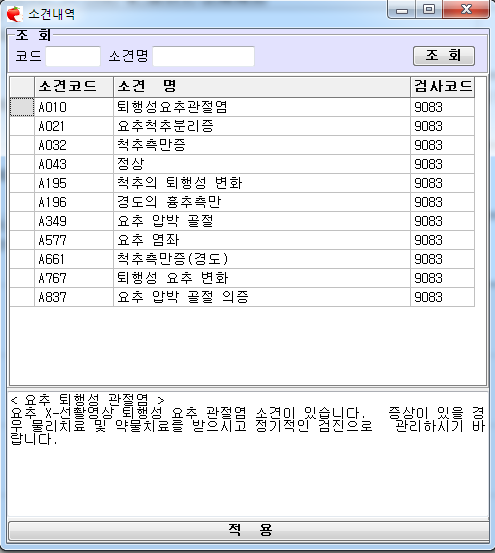 소견내역
조 회
코드 소견명 조 회
소견코드 소견 명 검사코드
A010 퇴행성요추관절염 9083
A021 요추척추분리증 9083
A032 척추측만증 9083
A043 정상 9083
A195 척추의 퇴행성 변화 9083
A196 경도의 흉추측만 9083
A349 요추 압박 골절 9083
A577 요추 염좌 9083
A661 척추측만증(경도) 9083
A767 퇴행성 요추 변화 9083
A837 요추 압박 골절 의증 9083
< 요추 퇴행성 관절염 >
요추 X-선촬영상 퇴행성 요추 관절염 소견이 있습니다. 증상이 있을 경
우 물리치료 및 약물치료를 받으시고 정기적인 검진으로 관리하시기 바
랍니다.
적 용